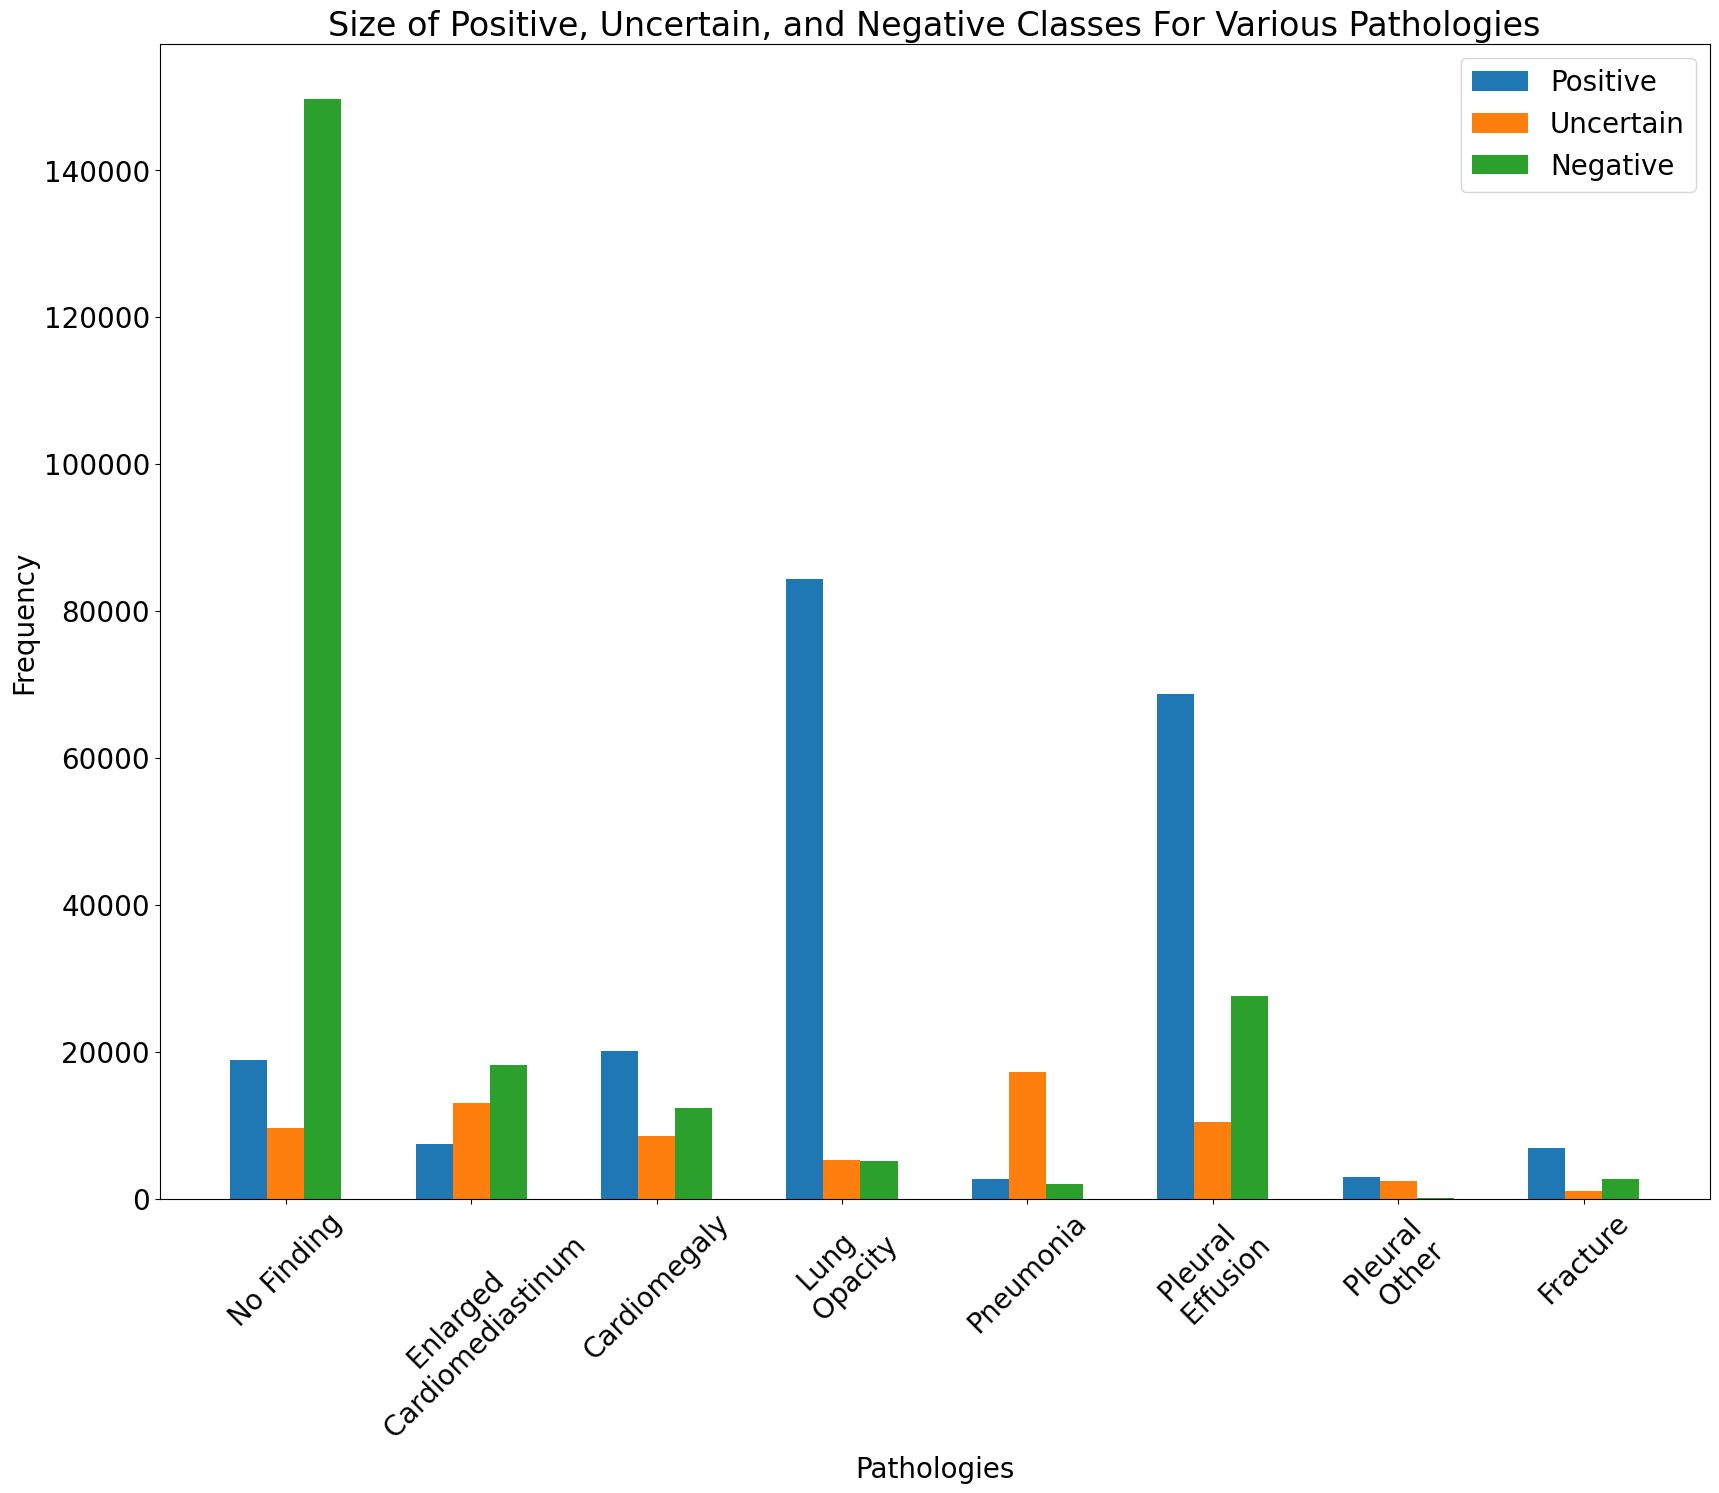 Size of Positive, Uncertain, and Negative Classes For Various Pathologies
Positive
Uncertain
Negative
140000
120000
100000
80000
60000
40000
20000
0
Frequency
No Finding
Enlarged
Cardiomediastinum
Cardiomegaly
Lung
Opacity
Pneumonia
Pleural
Effusion
Pleural
Other
Fracture
Pathologies